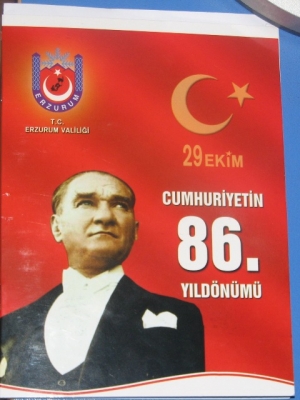 ERZURUM
T.C.
ERZURUM VALİLİĞİ
29 EKİM
CUMHURİYETİN
86.
YILDÖNÜMÜ